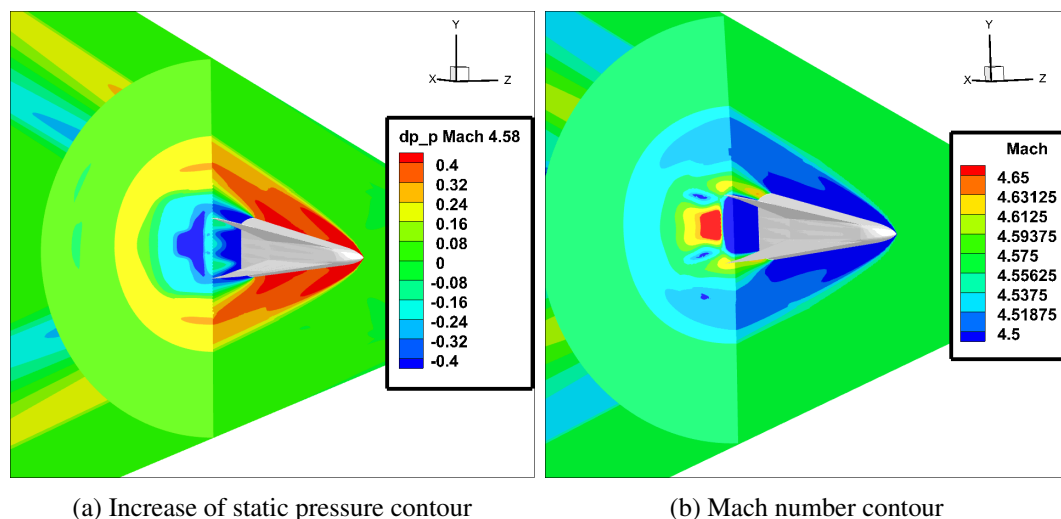 Y
X
Z
dp_p Mach 4.58
0.4
0.32
0.24
0.16
0.08
0
-0.08
-0.16
-0.24
-0.32
-0.4
Y
X
Z
Mach
4.65
4.63125
4.6125
4.59375
4.575
4.55625
4.5375
4.51875
4.5
(a) Increase of static pressure contour
(b) Mach number contour